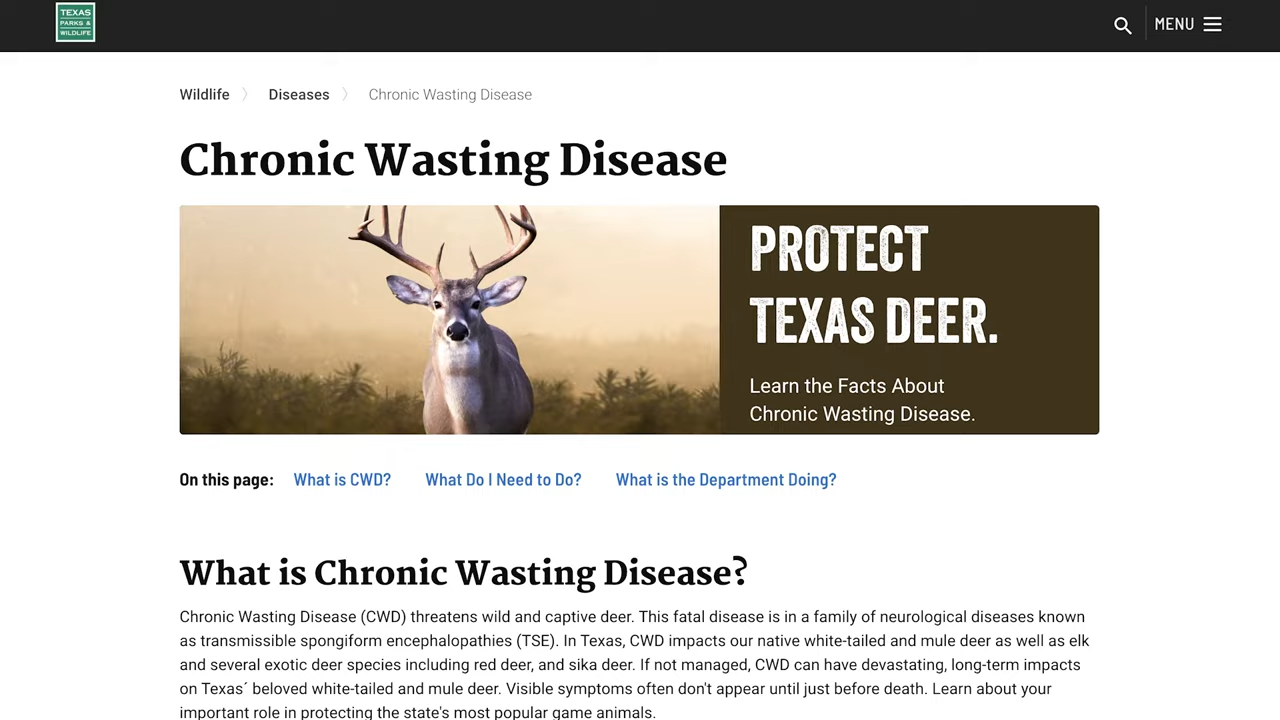 TEXAS
PARKS &
WILDLIFE
MENU
Wildlife
Diseases
Chronic Wasting Disease
Chronic Wasting Disease
PROTECT
TEXAS DEER.
Learn the Facts About
Chronic Wasting Disease.
On this page: What is CWD? What Do I Need to Do? What is the Department Doing?
What is Chronic Wasting Disease?
Chronic Wasting Disease (CWD) threatens wild and captive deer. This fatal disease is in a family of neurological diseases known
as transmissible spongiform encephalopathies (TSE). In Texas, CWD impacts our native white-tailed and mule deer as well as elk
and several exotic deer species including red deer, and sika deer. If not managed, CWD can have devastating, long-term impacts
on Texas´ beloved white-tailed and mule deer. Visible symptoms often don't appear until just before death. Learn about your
important role in protecting the state's most popular game animals.